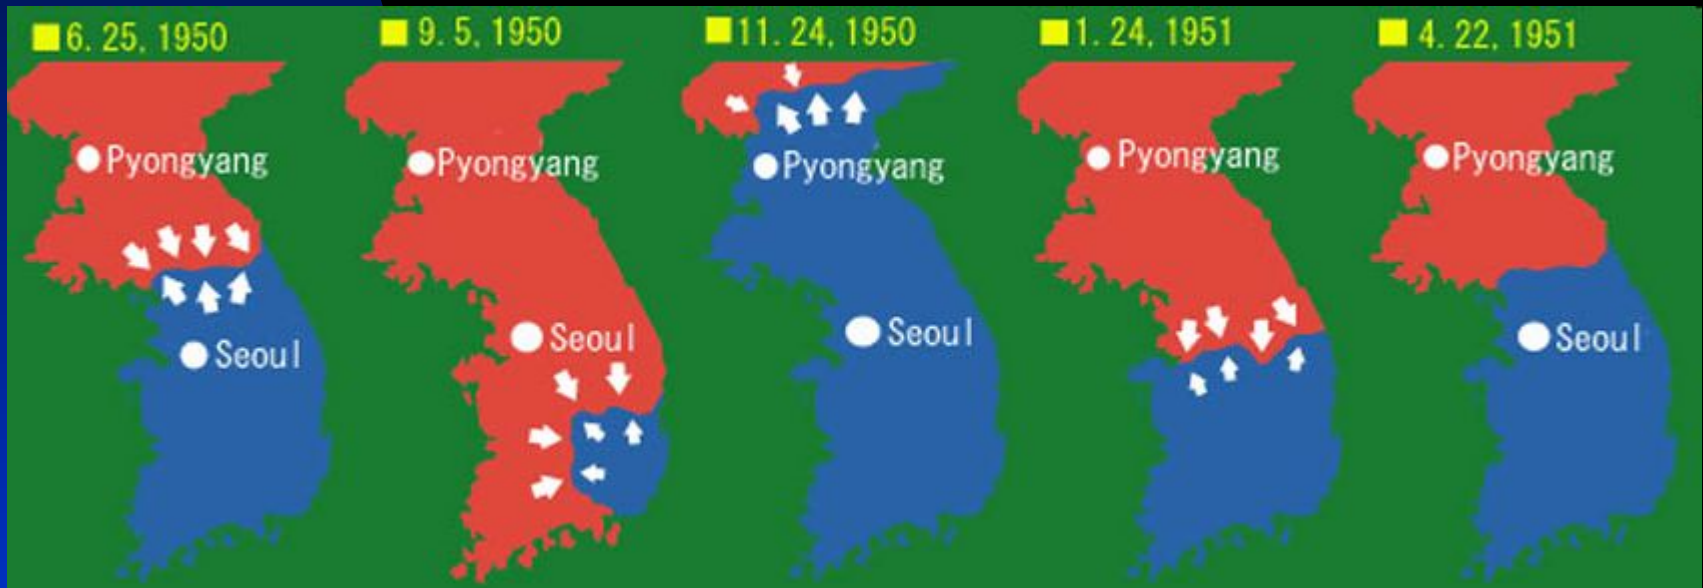 6. 25, 1950
9. 5, 1950
11. 24, 1950
1. 24, 1951
4. 22, 1951
Pyongyang
Pyongyang
Pyongyang
Pyongyang
Pyongyang
Seoul
Seoul
Seoul
Seoul